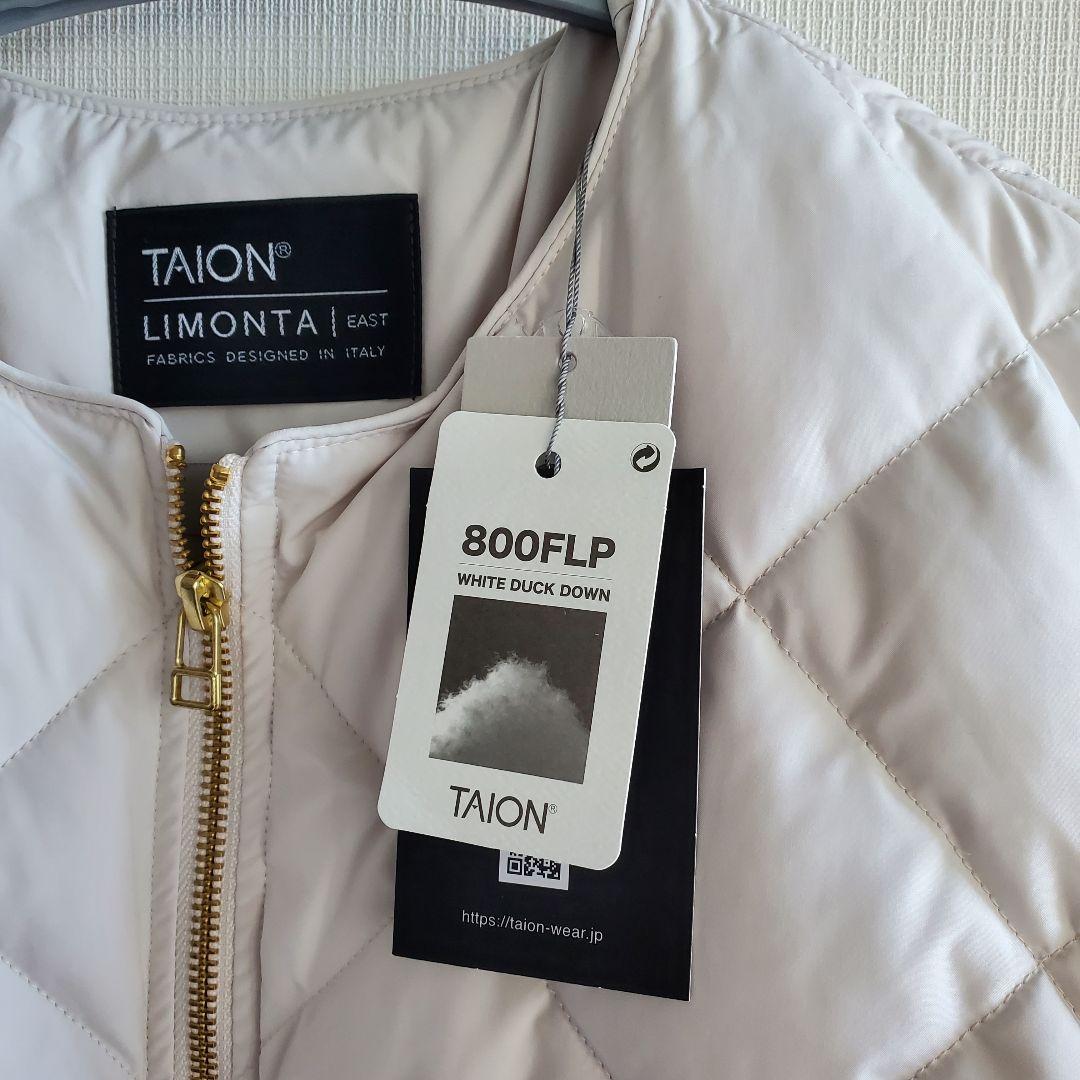 TAION®
LIMONTA | EAST
FABRICS DESIGNED IN ITALY
800FLP
WHITE DUCK DOWN
TAION®
https://taion-wear.jp